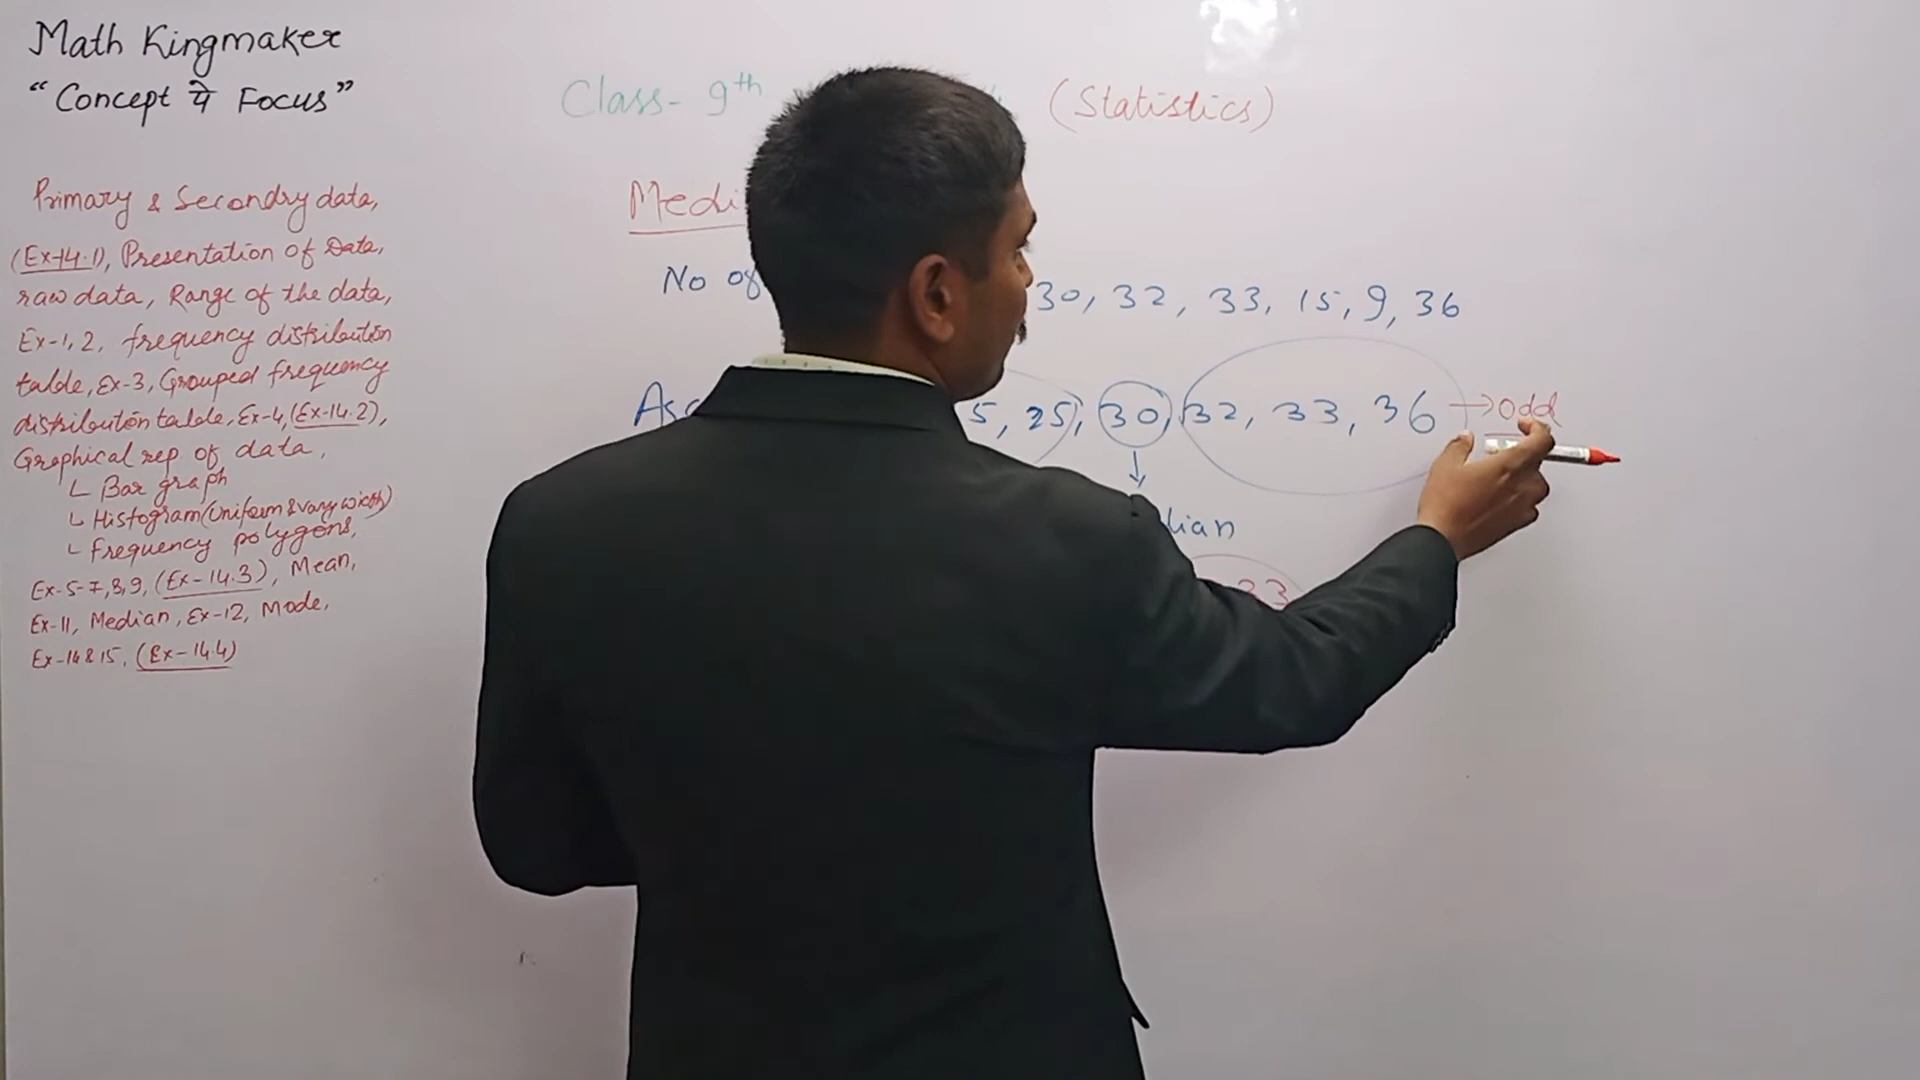 Math Kingmaker
“Concept पे Focus”
Class- 9th
(Statistics)
Primary & Secondry data,
(Ex-14.1), Presentation of Data,
raw data, Range of the data,
Ex-1, 2, frequency distribution
table, Ex-3, Grouped frequency
distribution table, Ex-4, (Ex-14.2),
Graphical rep of data,
Bar graph
Histogram (Uniform & vary width)
frequency polygons,
Ex-5-7, 8, 9, (Ex-14.3), Mean,
Ex-11, Median, Ex-12, Mode,
Ex-14 & 15, (Ex-14.4)
Medi
No of
30, 32, 33, 15, 9, 36
Asc
5, 25, 30, 32, 33, 36 → odd
dian
33